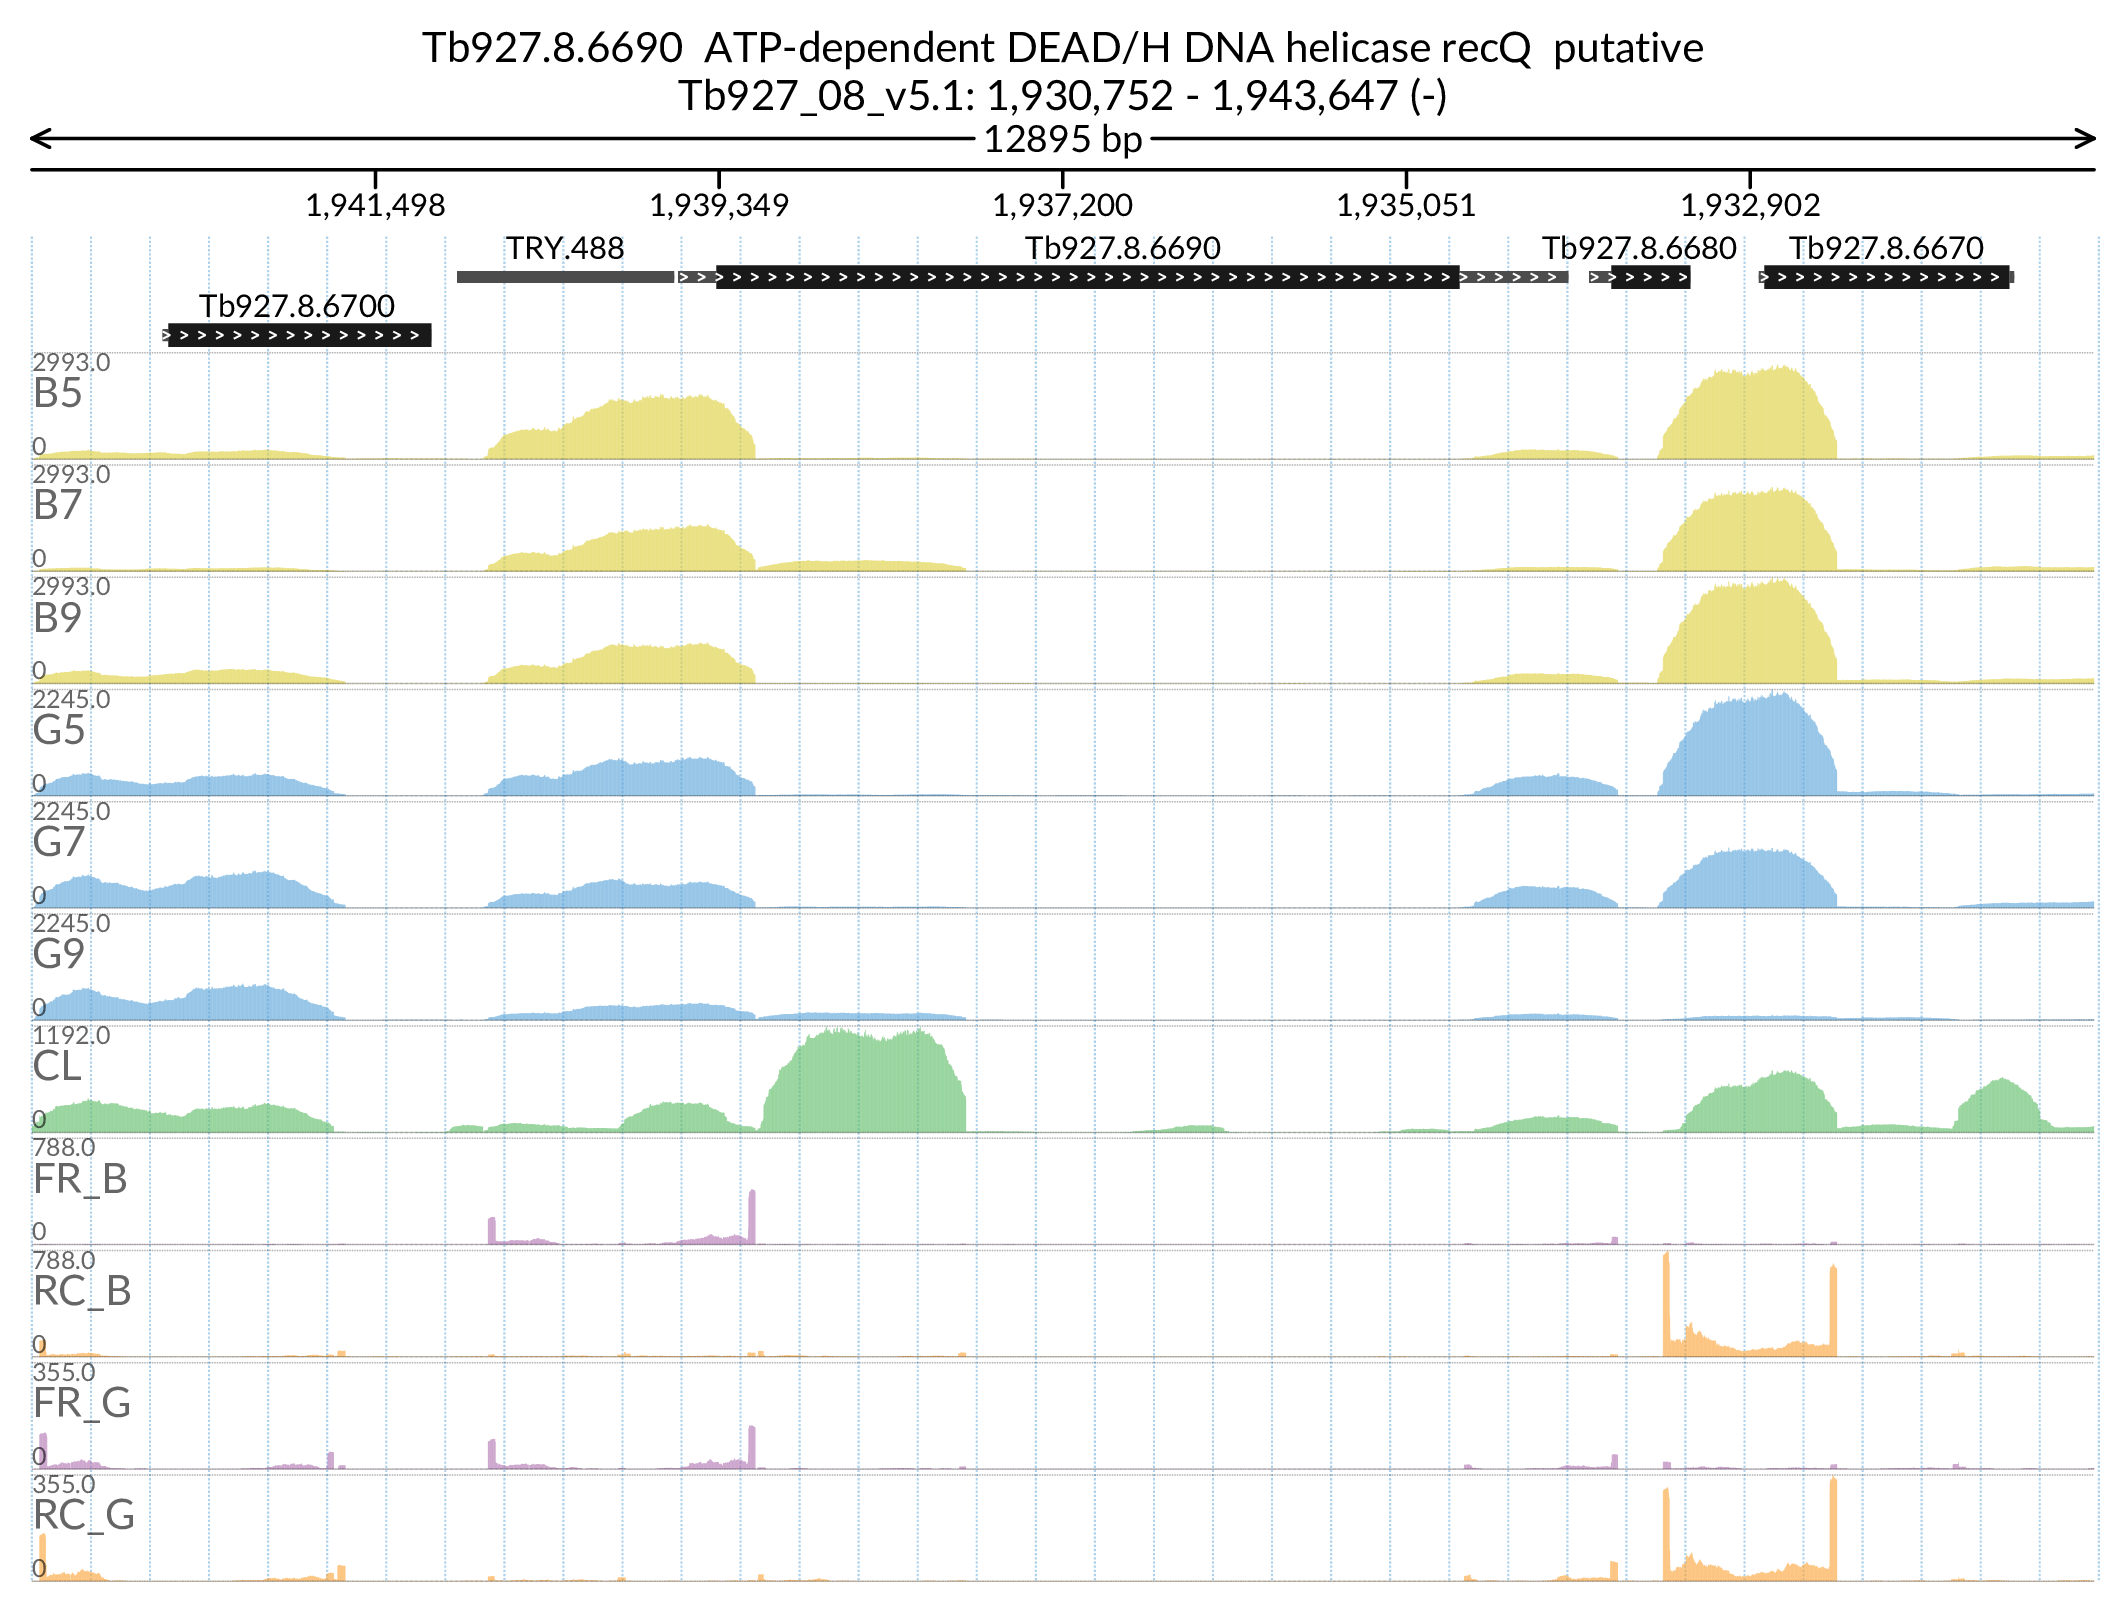 Tb927.8.6690 ATP-dependent DEAD/H DNA helicase recQ putative
Tb927_08_v5.1: 1,930,752 - 1,943,647 (-)
12895 bp
1,941,498 1,939,349 1,937,200 1,935,051 1,932,902
TRY.488 Tb927.8.6690 Tb927.8.6680 Tb927.8.6670
Tb927.8.6700
2993.0
B5
0
2993.0
B7
0
2993.0
B9
0
2245.0
G5
0
2245.0
G7
0
2245.0
G9
0
1192.0
CL
0
788.0
FR_B
0
788.0
RC_B
0
355.0
FR_G
0
355.0
RC_G
0